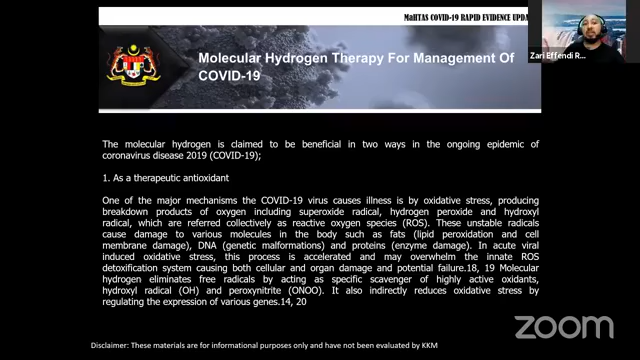 MaHTAS COVID-19 RAPID EVIDENCE
Molecular Hydrogen Therapy For Management Of
COVID-19
Zari Effendi
The molecular hydrogen is claimed to be beneficial in two ways in the ongoing epidemic of
coronavirus disease 2019 (COVID-19);
1. As a therapeutic antioxidant
One of the major mechanisms the COVID-19 virus causes illness is by oxidative stress, producing
breakdown products of oxygen including superoxide radical, hydrogen peroxide and hydroxyl
radical, which are referred collectively as reactive oxygen species (ROS). These unstable radicals
cause damage to various molecules in the body such as fats (lipid peroxidation and cell
membrane damage), DNA (genetic malformations) and proteins (enzyme damage). In acute viral
induced oxidative stress, this process is accelerated and may overwhelm the innate ROS
detoxification system causing both cellular and organ damage and potential failure.18, 19 Molecular
hydrogen eliminates free radicals by acting as specific scavenger of highly active oxidants,
hydroxyl radical (OH) and peroxynitrite (ONOO). It also indirectly reduces oxidative stress by
regulating the expression of various genes.14, 20
zoom
Disclaimer: These materials are for informational purposes only and have not been evaluated by KKM